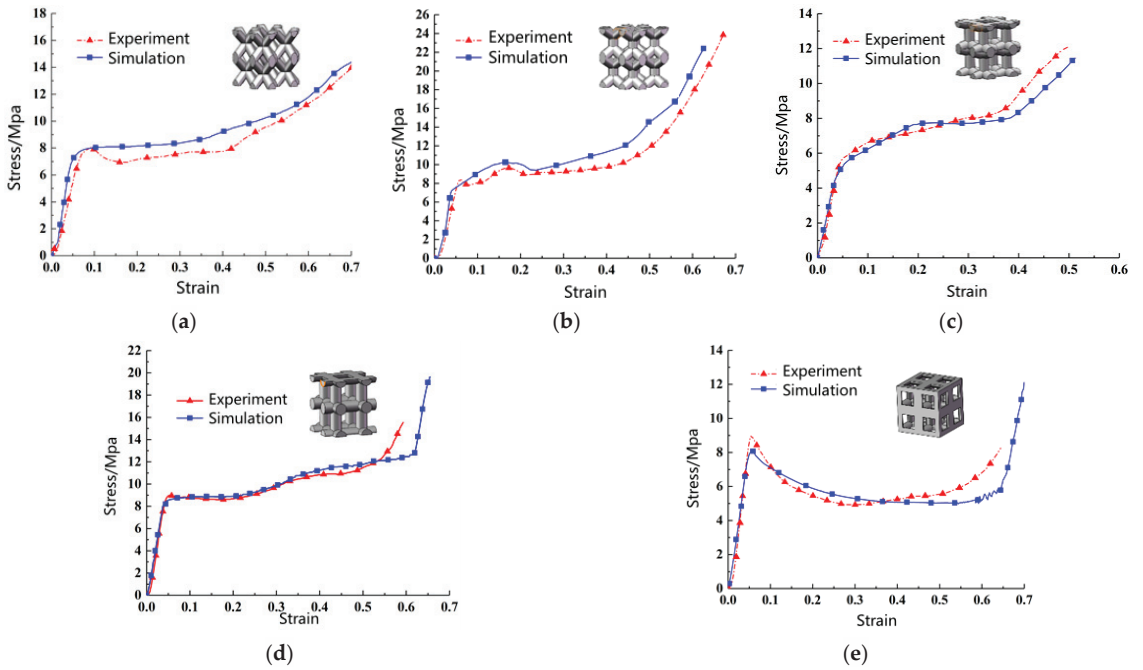 18
16
14
12
10
8
6
4
2
0
Stress/Mpa
Experiment
Simulation
0.0 0.1 0.2 0.3 0.4 0.5 0.6 0.7
Strain
(a)
26
24
22
20
18
16
14
12
10
8
6
4
2
0
Stress/Mpa
Experiment
Simulation
0.0 0.1 0.2 0.3 0.4 0.5 0.6 0.7
Strain
(b)
14
12
10
8
6
4
2
0
Stress/Mpa
Experiment
Simulation
0.0 0.1 0.2 0.3 0.4 0.5 0.6
Strain
(c)
22
20
18
16
14
12
10
8
6
4
2
0
Stress/Mpa
Experiment
Simulation
0.0 0.1 0.2 0.3 0.4 0.5 0.6 0.7
Strain
(d)
14
12
10
8
6
4
2
0
Stress/Mpa
Experiment
Simulation
0.0 0.1 0.2 0.3 0.4 0.5 0.6 0.7
Strain
(e)